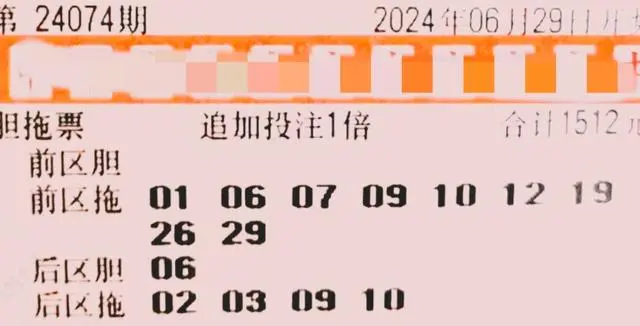 第 24074期 2024年06月29日开
胆拖票 追加投注1倍 合计1512元
前区胆
前区拖 01 06 07 09 10 12 19
26 29
后区胆 06
后区拖 02 03 09 10